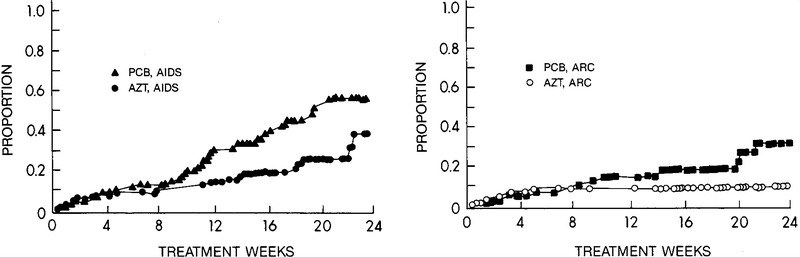 1.0
0.8
0.6
0.4
0.2
0
PROPORTION
PCB, AIDS
AZT, AIDS
0 4 8 12 16 20 24
TREATMENT WEEKS
1.0
0.8
0.6
0.4
0.2
0
PROPORTION
PCB, ARC
AZT, ARC
0 4 8 12 16 20 24
TREATMENT WEEKS